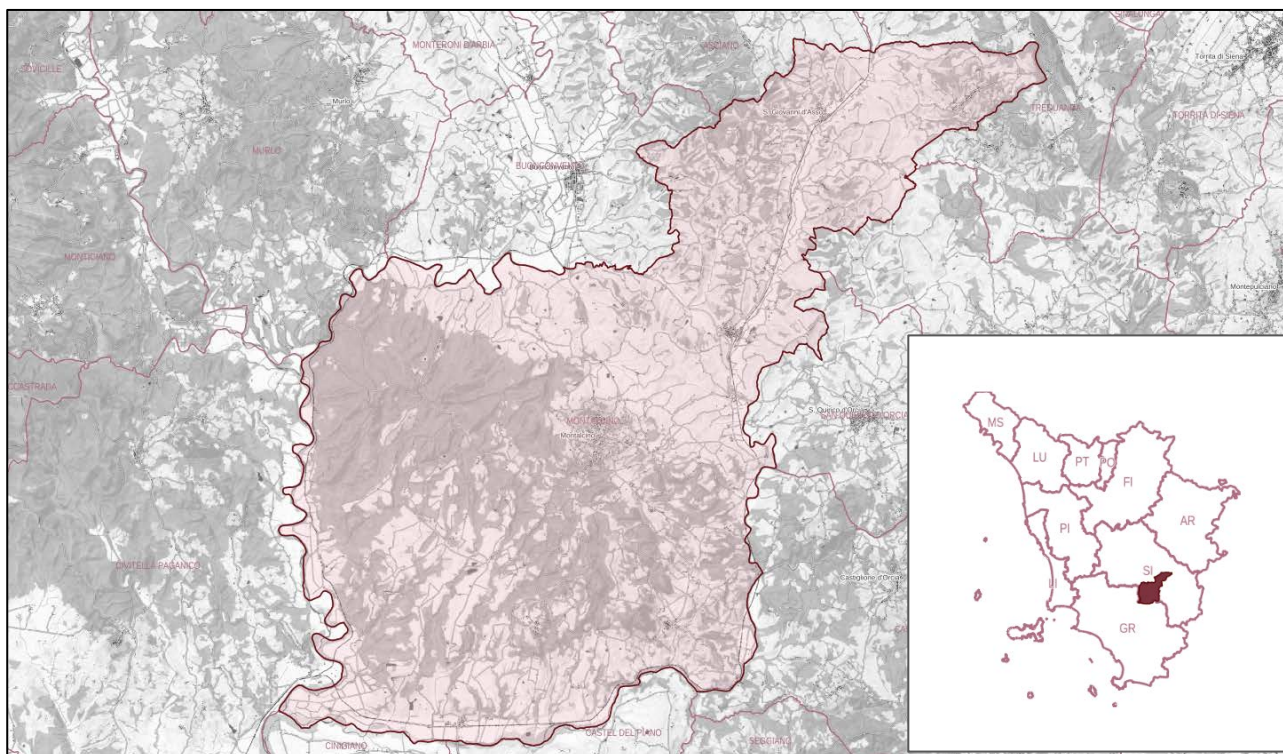 SINALUNGA
MONTERONI D'ARBIA
ASCIANO
Torrita di Siena
SOVICILLE
Murlo
TREQUANDA
S. Giovanni d'Asso
TORRITA DI SIENA
MURLO
BUONCONVENTO
MONTICIANO
Montepulciano
ROCCASTRADA
S. Quirico d'Orcia
MONTALCINO
Montalcino
CIVITELLA PAGANICO
Castiglione d'Orcia
CASTEL DEL PIANO
CINIGIANO
SEGGIANO
MS
LU
PT
PO
FI
PI
AR
SI
LI
GR